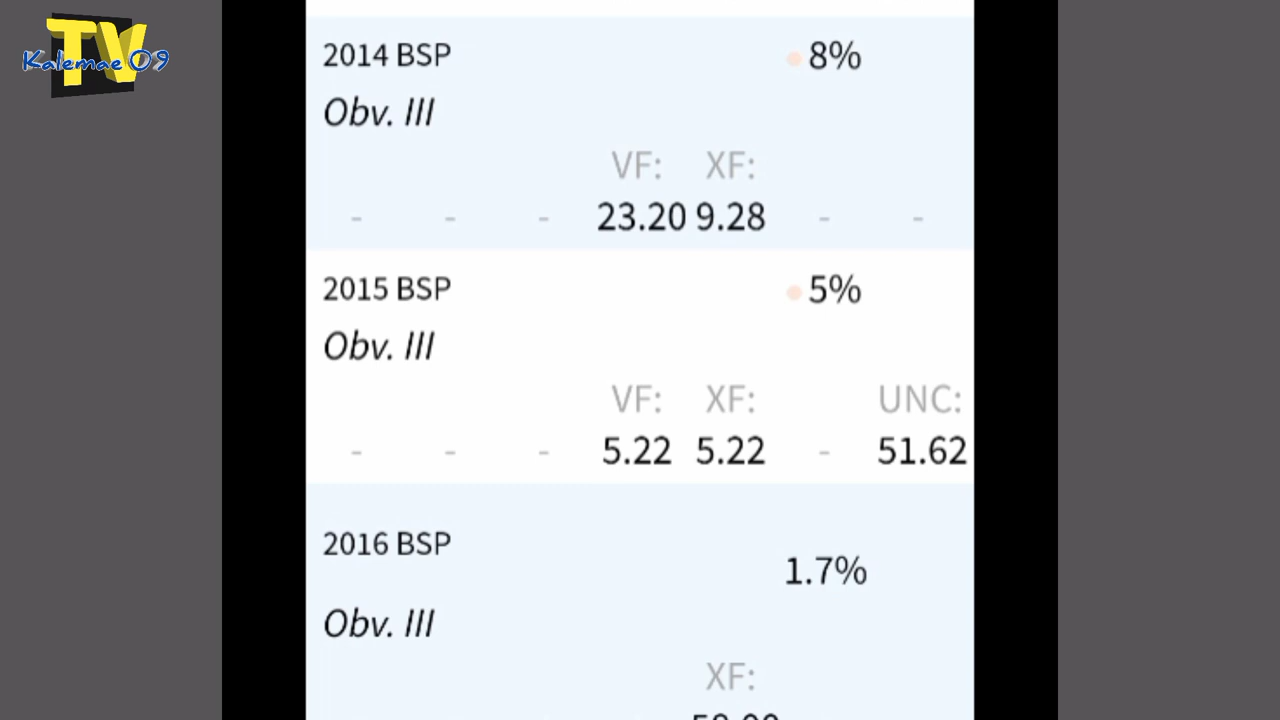 TV
Kalemae 09
2014 BSP
8%
Obv. III
VF: XF:
- - - 23.20 9.28 - -
2015 BSP
5%
Obv. III
VF: XF: UNC:
- - - 5.22 5.22 - 51.62
2016 BSP
1.7%
Obv. III
XF: